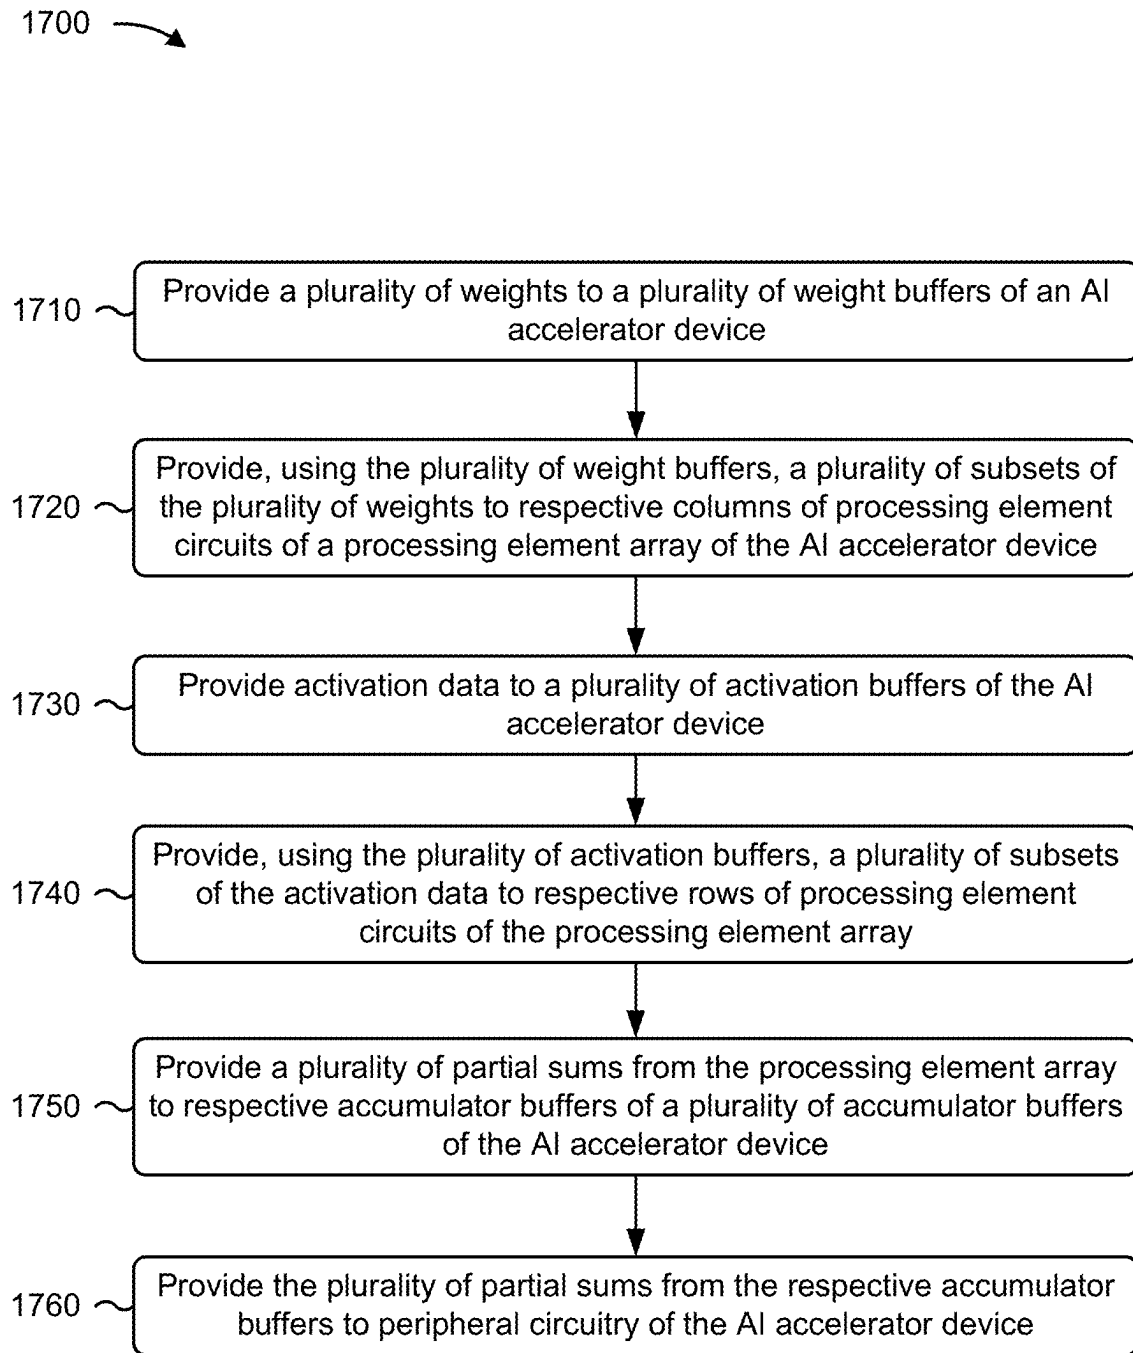 1700
1710
Provide a plurality of weights to a plurality of weight buffers of an AI
accelerator device
1720
Provide, using the plurality of weight buffers, a plurality of subsets of
the plurality of weights to respective columns of processing element
circuits of a processing element array of the AI accelerator device
1730
Provide activation data to a plurality of activation buffers of the AI
accelerator device
1740
Provide, using the plurality of activation buffers, a plurality of subsets
of the activation data to respective rows of processing element
circuits of the processing element array
1750
Provide a plurality of partial sums from the processing element array
to respective accumulator buffers of a plurality of accumulator buffers
of the AI accelerator device
1760
Provide the plurality of partial sums from the respective accumulator
buffers to peripheral circuitry of the AI accelerator device